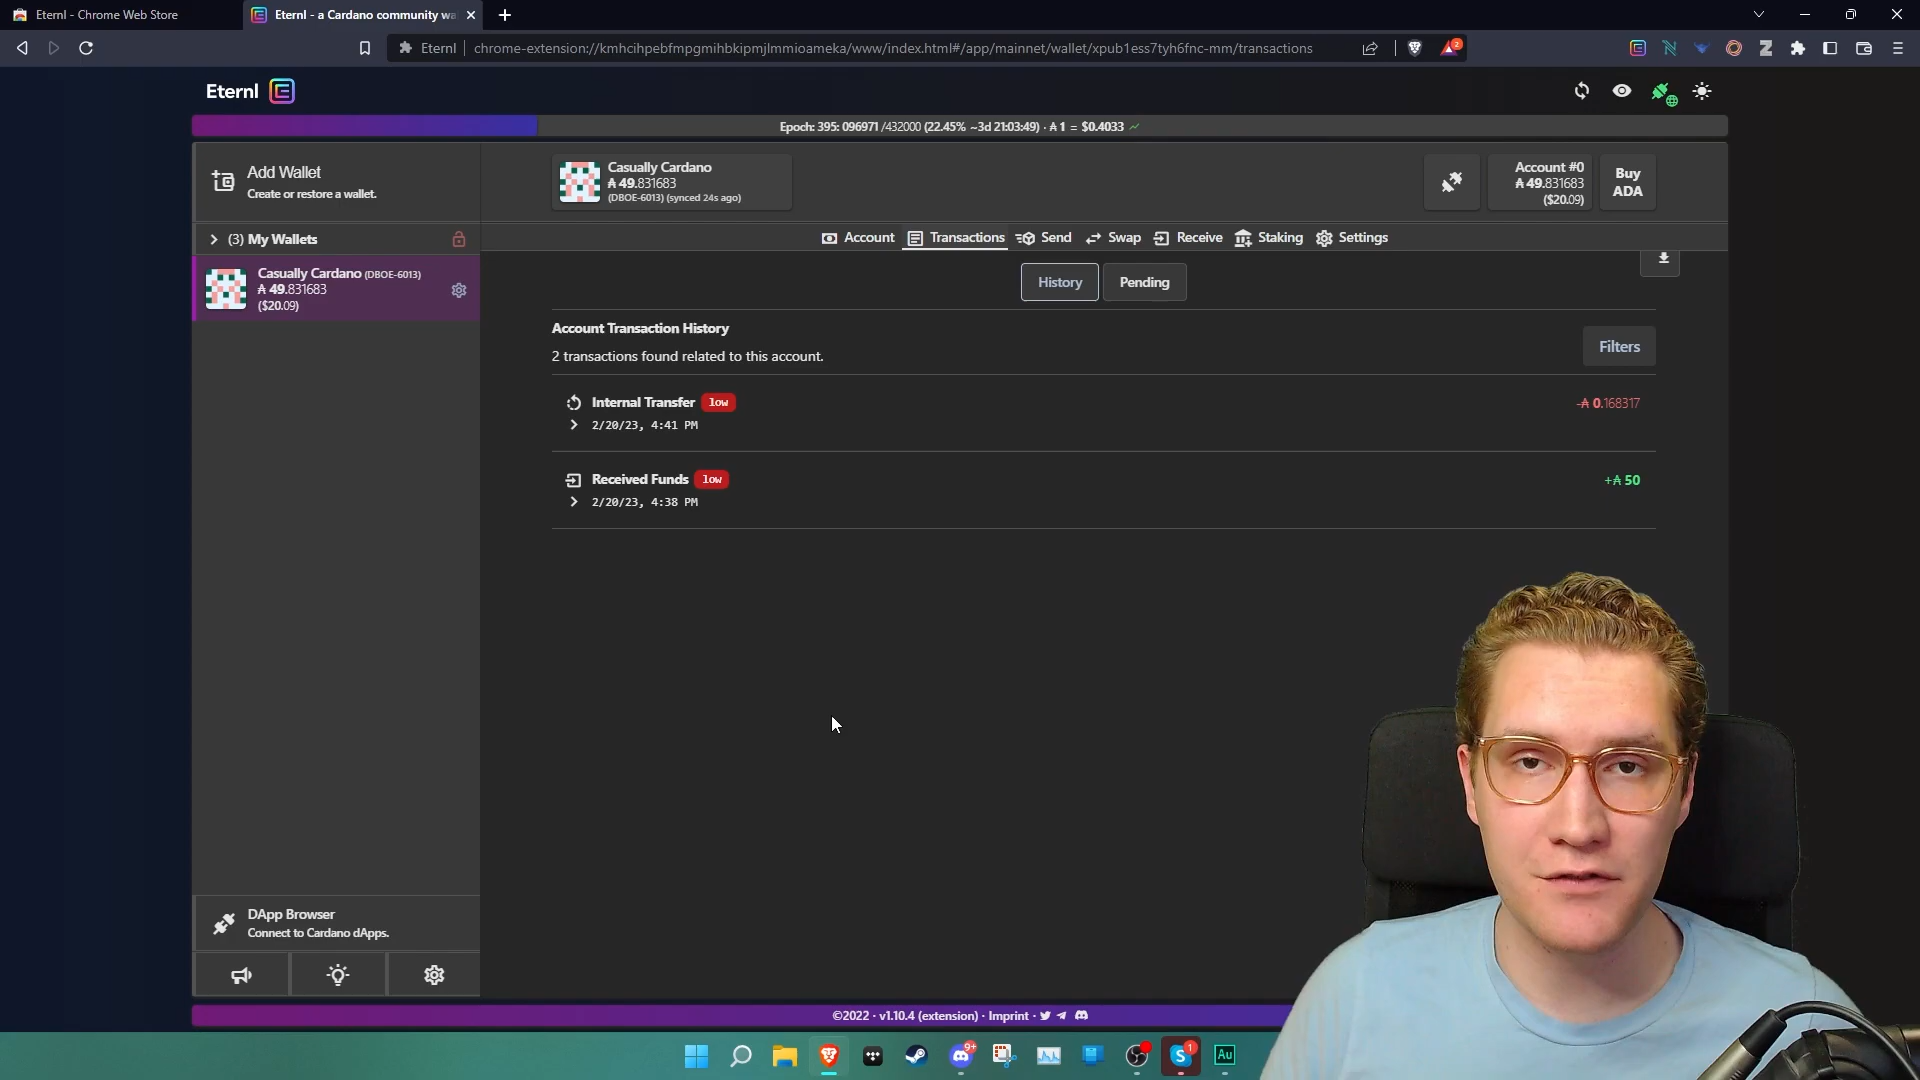 Eternl - Chrome Web Store
Eternl - a Cardano community wa
Eternl
chrome-extension://kmhcihpebfmpgmihbkipmjlmmioameka/www/index.html#/app/mainnet/wallet/xpub1ess7tyh6fnc-mm/transactions
2
Eternl
Epoch: 395: 096971 /432000 (22.45% ~3d 21:03:49) · ₳ 1 = $0.4033
Add Wallet
Create or restore a wallet.
Casually Cardano
₳ 49.831683
(DBOE-6013) (synced 24s ago)
Account #0
₳ 49.831683
($20.09)
Buy
ADA
(3) My Wallets
Account
Transactions
Send
Swap
Receive
Staking
Settings
Casually Cardano (DBOE-6013)
₳ 49.831683
($20.09)
History
Pending
Account Transaction History
2 transactions found related to this account.
Filters
Internal Transfer low
-₳ 0.168317
2/20/23, 4:41 PM
Received Funds low
+₳ 50
2/20/23, 4:38 PM
DApp Browser
Connect to Cardano dApps.
©2022 · v1.10.4 (extension) · Imprint ·
9+
S
1
Au